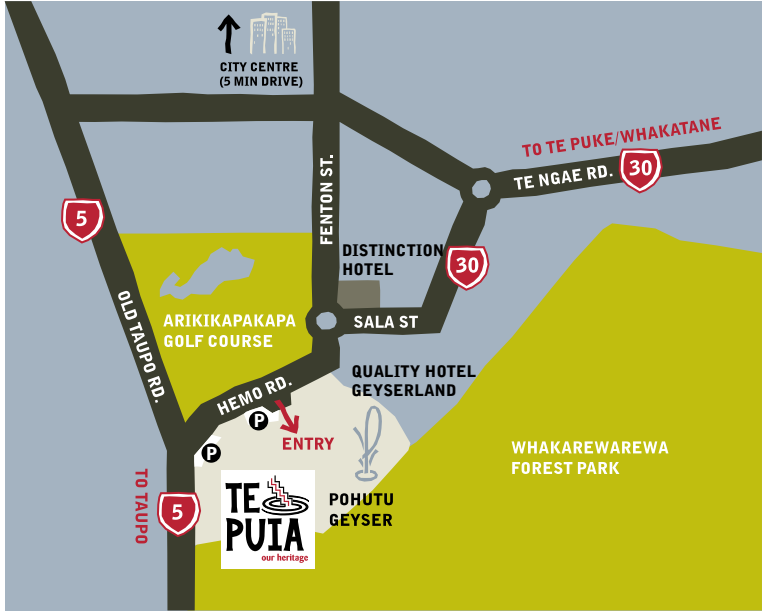 CITY CENTRE
(5 MIN DRIVE)
TO TE PUKE/WHAKATANE
30
TE NGAE RD.
FENTON ST.
5
DISTINCTION
HOTEL
30
OLD TAUPO RD.
ARIKIKAPAKAPA
GOLF COURSE
SALA ST
QUALITY HOTEL
GEYSERLAND
HEMO RD.
P
ENTRY
P
WHAKAREWAREWA
FOREST PARK
TO TAUPO
5
TE
PUIA
our heritage
POHUTU
GEYSER